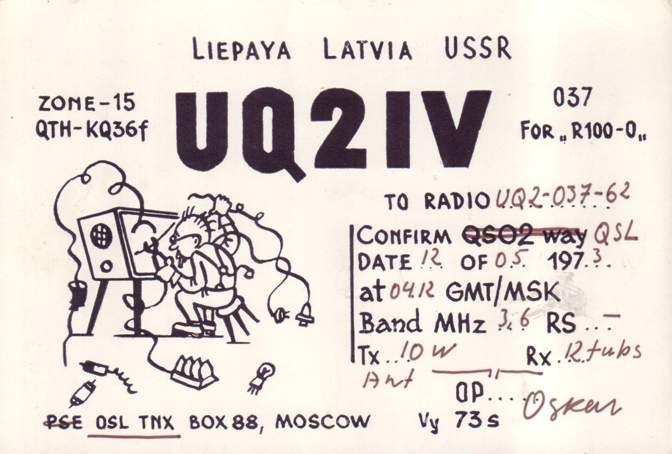 LIEPAYA LATVIA USSR
ZONE-15
QTH-KQ36f
UQ2IV
037
FOR „R100-O„
TO RADIO UQ2-037-62
CONFIRM QSO2 way QSL
DATE 12 OF 05. 1973.
at 0412 GMT/MSK
Band MHz 3,6 RS ... –
Tx..10 W Rx.12 tubs
Ant
OP.... Oskar
PSE QSL TNX BOX 88, MOSCOW
Vy 73 s